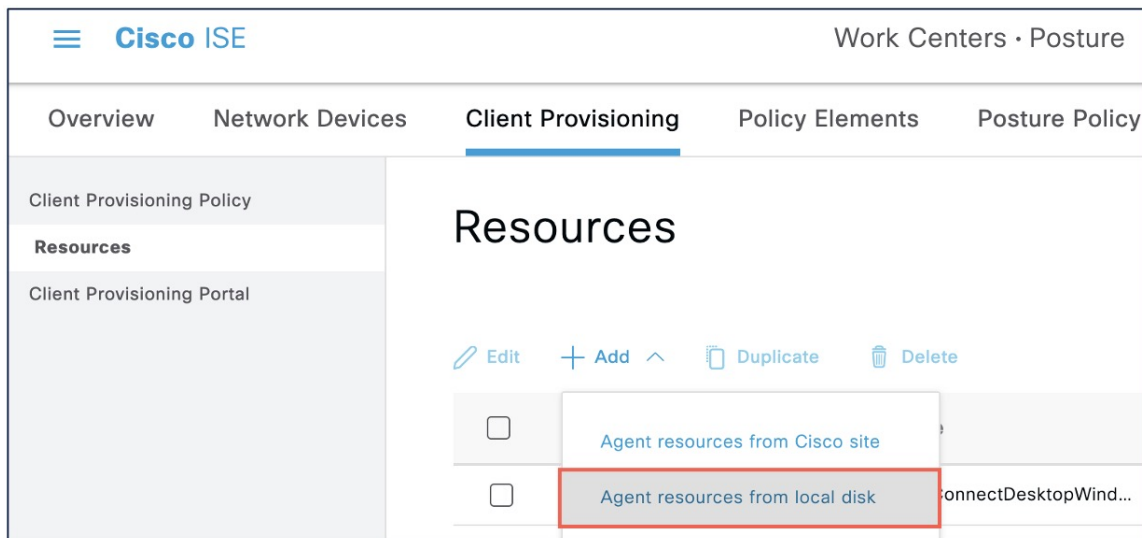 Cisco ISE
Work Centers · Posture
Overview
Network Devices
Client Provisioning
Policy Elements
Posture Policy
Client Provisioning Policy
Resources
Client Provisioning Portal
Resources
Edit
Add
Duplicate
Delete
Agent resources from Cisco site
Agent resources from local disk
onnectDesktopWind...